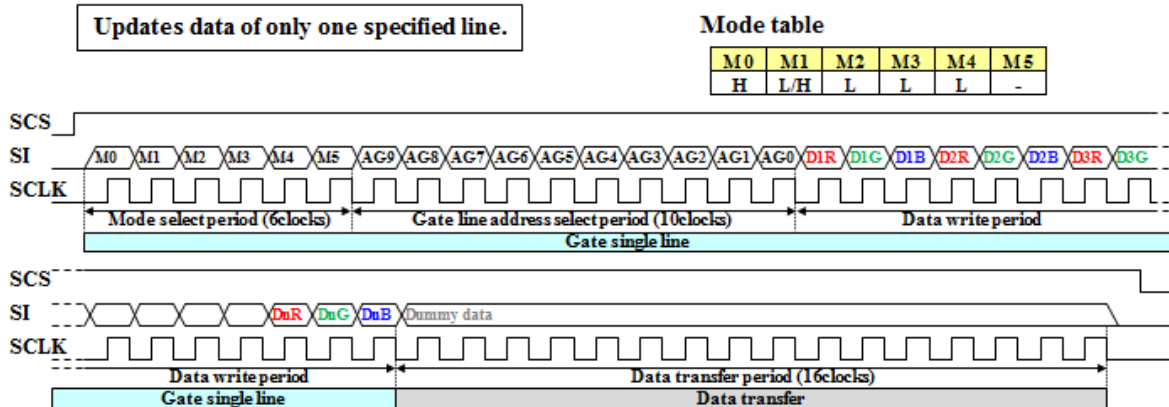 Updates data of only one specified line.
Mode table
M0 M1 M2 M3 M4 M5
H L/H L L L -
SCS
SI M0 M1 M2 M3 M4 M5 AG9 AG8 AG7 AG6 AG5 AG4 AG3 AG2 AG1 AG0 D1R D1G D1B D2R D2G D2B D3R D3G
SCLK
Mode select period (6clocks) Gate line address select period (10clocks) Data write period
Gate single line
SCS
SI DnR DnG DnB Dummy data
SCLK
Data write period Data transfer period (16clocks)
Gate single line Data transfer